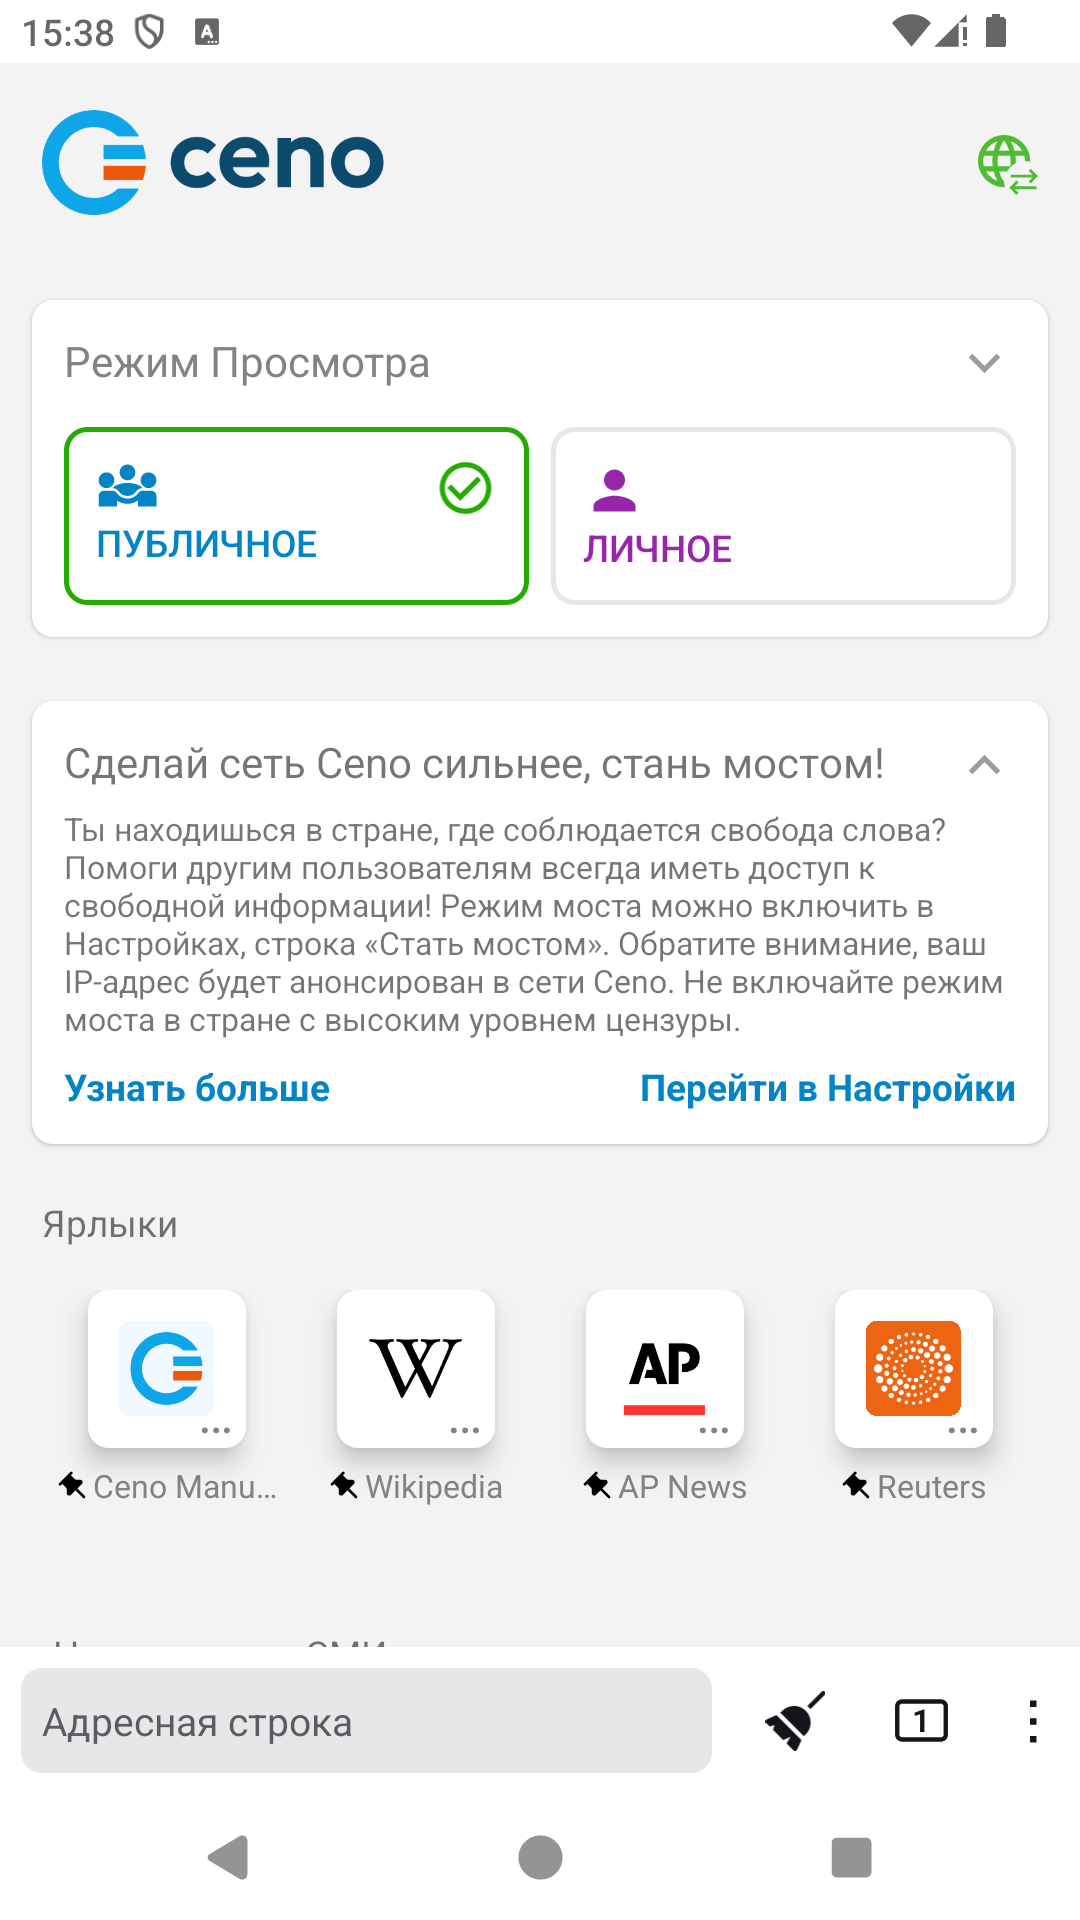 15:38
ceno
Режим Просмотра
ПУБЛИЧНОЕ
ЛИЧНОЕ
Сделай сеть Ceno сильнее, стань мостом!
Ты находишься в стране, где соблюдается свобода слова?
Помоги другим пользователям всегда иметь доступ к
свободной информации! Режим моста можно включить в
Настройках, строка «Стать мостом». Обратите внимание, ваш
IP-адрес будет анонсирован в сети Ceno. Не включайте режим
моста в стране с высоким уровнем цензуры.
Узнать больше
Перейти в Настройки
Ярлыки
W
AP
Ceno Manu...
Wikipedia
AP News
Reuters
СМИ
Адресная строка
1